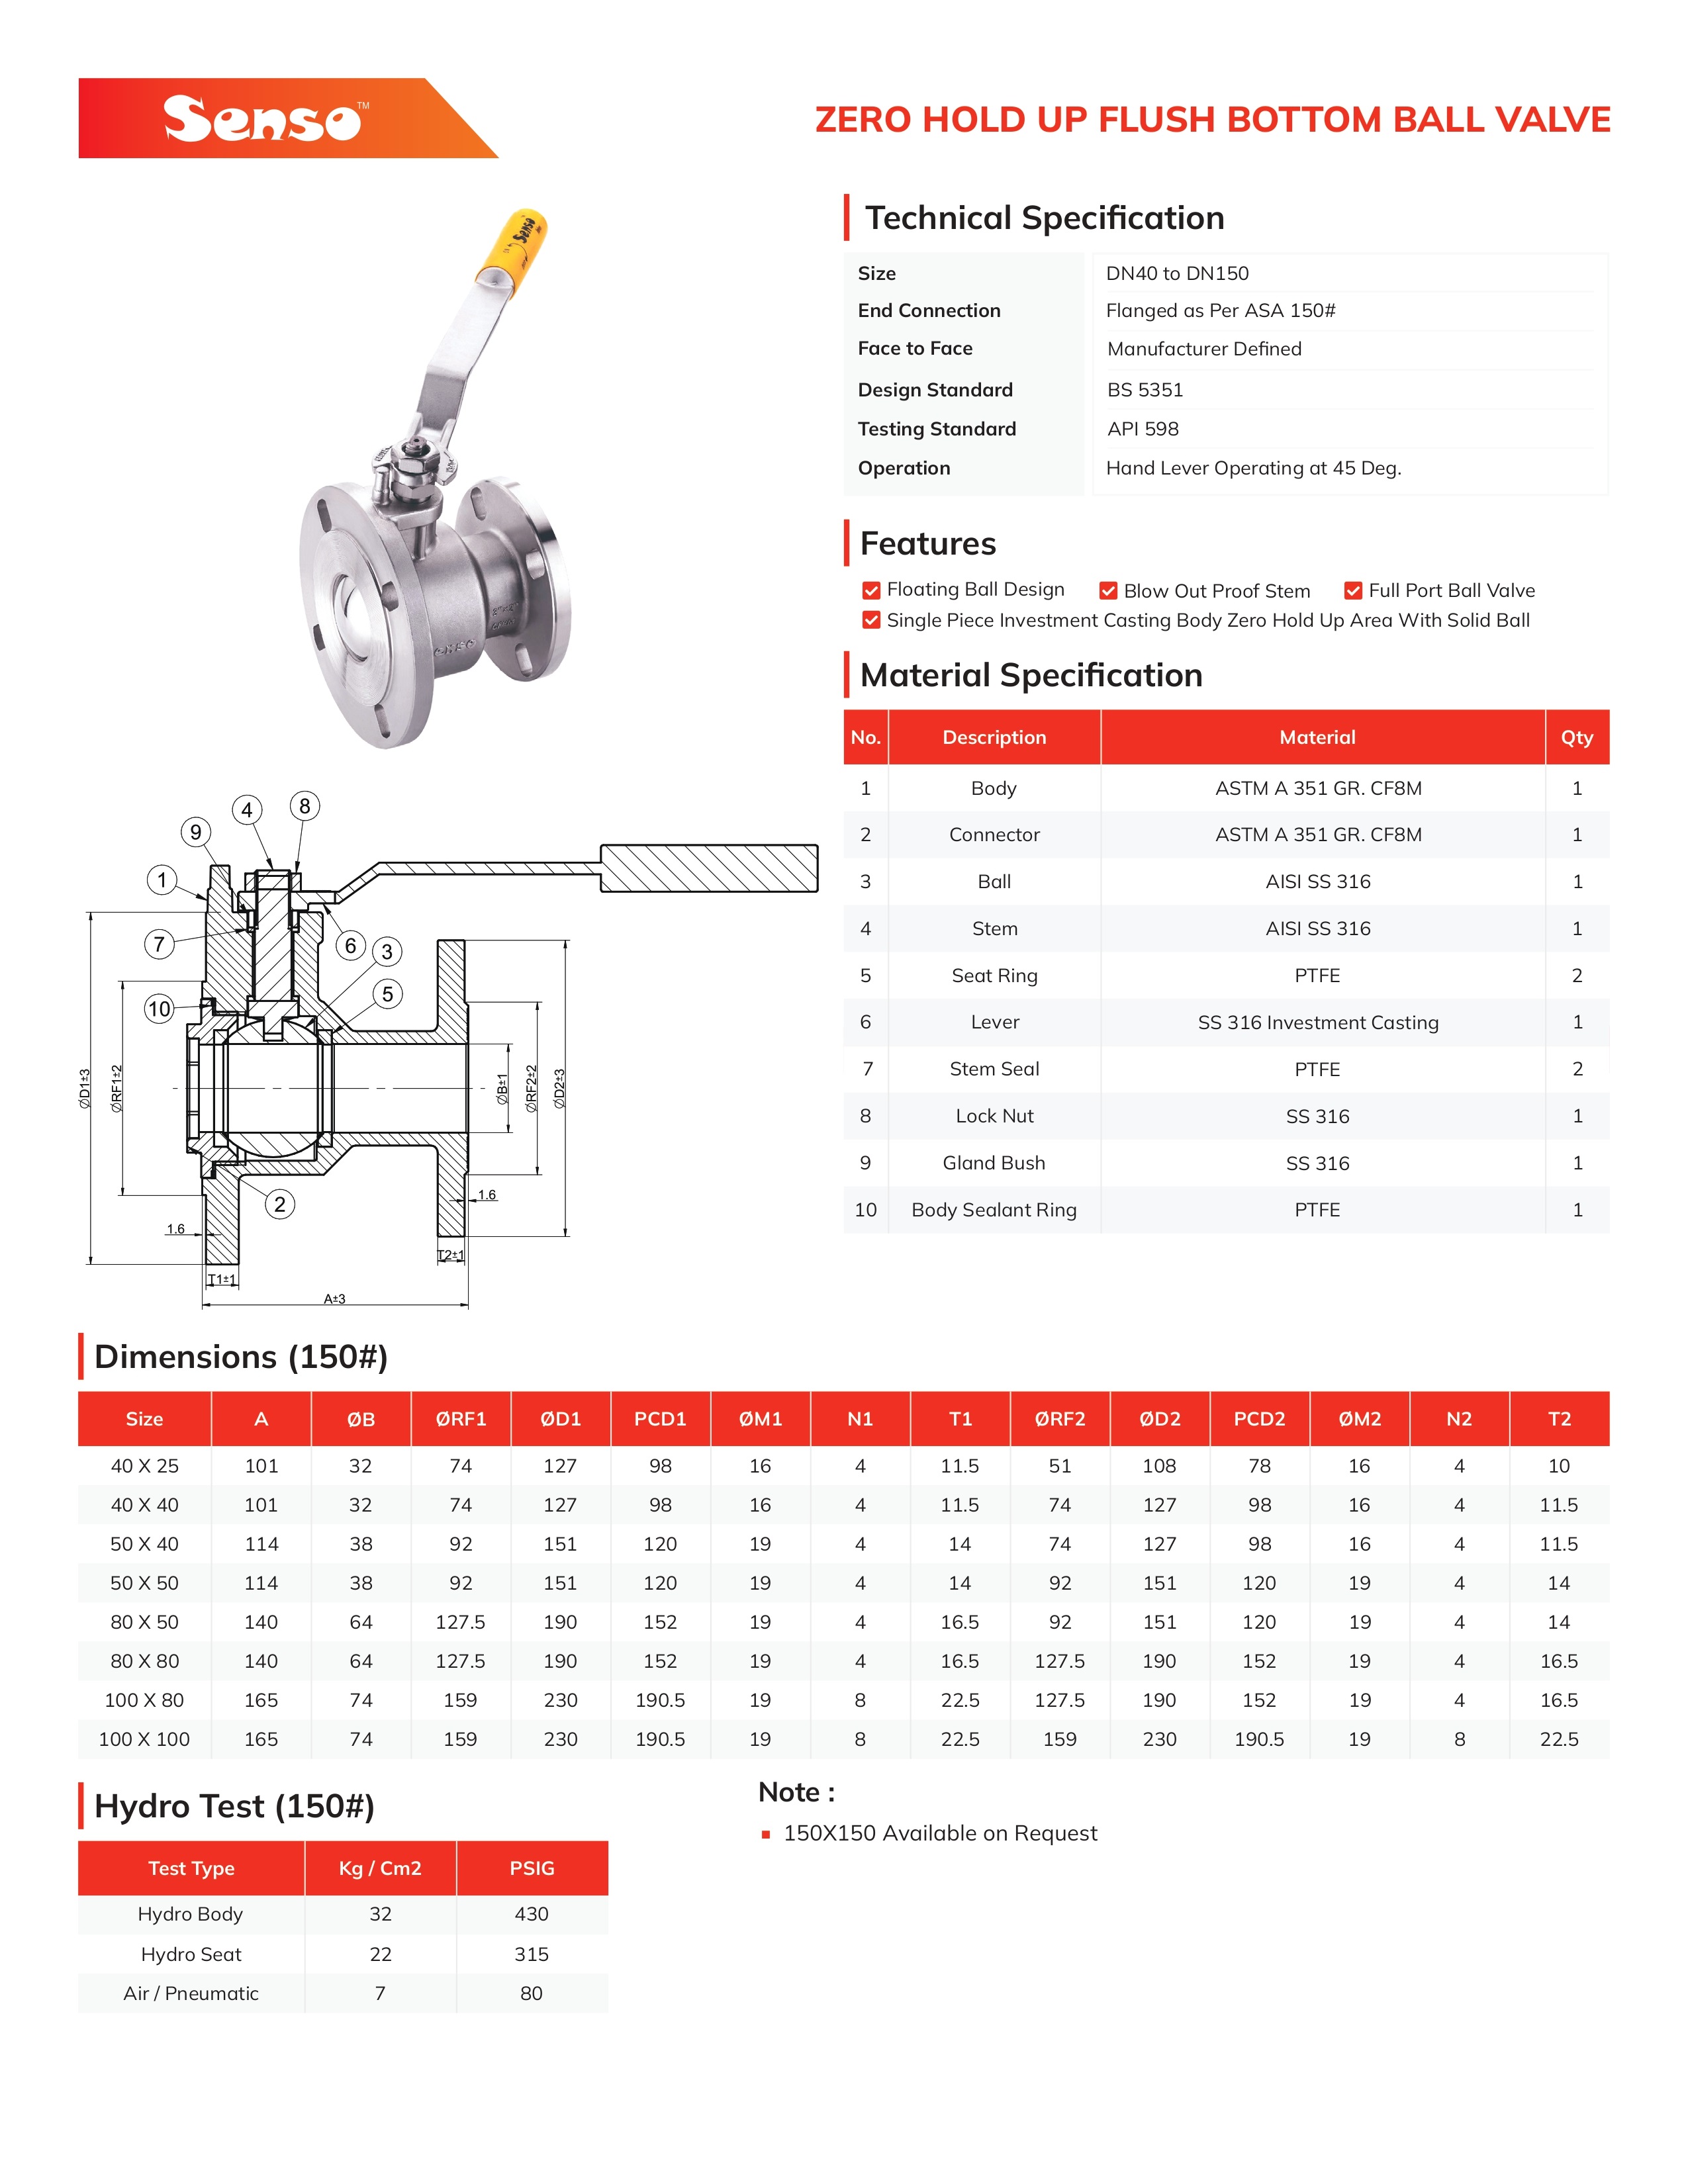 Senso™
ZERO HOLD UP FLUSH BOTTOM BALL VALVE
Senso
Technical Specification
Size DN40 to DN150
End Connection Flanged as Per ASA 150#
Face to Face Manufacturer Defined
Design Standard BS 5351
Testing Standard API 598
Operation Hand Lever Operating at 45 Deg.
Features
Floating Ball Design Blow Out Proof Stem Full Port Ball Valve
Single Piece Investment Casting Body Zero Hold Up Area With Solid Ball
Material Specification
No. Description Material Qty
1 Body ASTM A 351 GR. CF8M 1
2 Connector ASTM A 351 GR. CF8M 1
3 Ball AISI SS 316 1
4 Stem AISI SS 316 1
5 Seat Ring PTFE 2
6 Lever SS 316 Investment Casting 1
7 Stem Seal PTFE 2
8 Lock Nut SS 316 1
9 Gland Bush SS 316 1
10 Body Sealant Ring PTFE 1
4 8
9
1
7 6 3
5
10
2
ØD1±3
ØRF1±2
ØB±1
ØRF2±2
ØD2±3
1.6
1.6
T2±1
T1±1
A±3
Dimensions (150#)
Size A ØB ØRF1 ØD1 PCD1 ØM1 N1 T1 ØRF2 ØD2 PCD2 ØM2 N2 T2
40 X 25 101 32 74 127 98 16 4 11.5 51 108 78 16 4 10
40 X 40 101 32 74 127 98 16 4 11.5 74 127 98 16 4 11.5
50 X 40 114 38 92 151 120 19 4 14 74 127 98 16 4 11.5
50 X 50 114 38 92 151 120 19 4 14 92 151 120 19 4 14
80 X 50 140 64 127.5 190 152 19 4 16.5 92 151 120 19 4 14
80 X 80 140 64 127.5 190 152 19 4 16.5 127.5 190 152 19 4 16.5
100 X 80 165 74 159 230 190.5 19 8 22.5 127.5 190 152 19 4 16.5
100 X 100 165 74 159 230 190.5 19 8 22.5 159 230 190.5 19 8 22.5
Hydro Test (150#)
Test Type Kg / Cm2 PSIG
Hydro Body 32 430
Hydro Seat 22 315
Air / Pneumatic 7 80
Note :
150X150 Available on Request